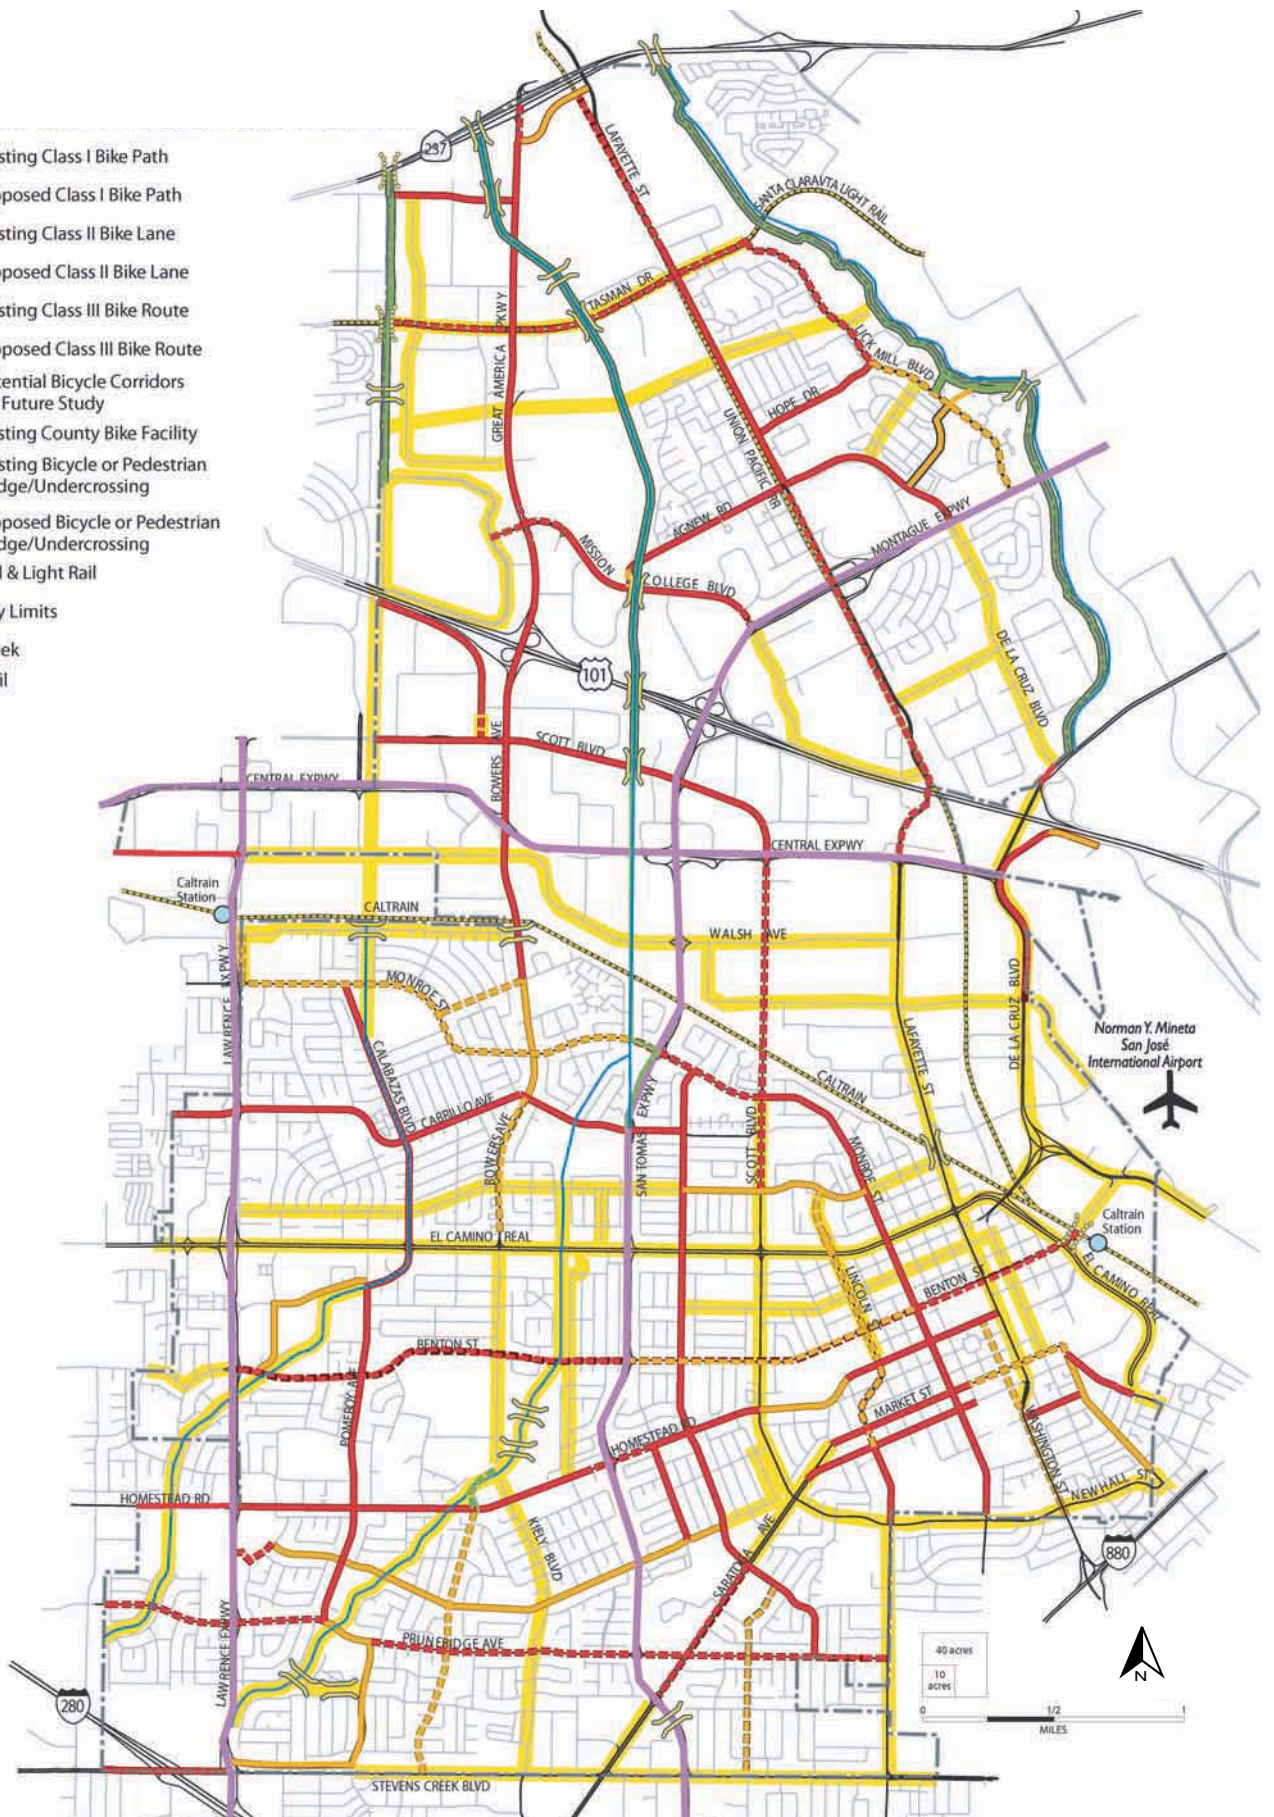 sting Class I Bike Path
posed Class I Bike Path
sting Class II Bike Lane
posed Class II Bike Lane
sting Class III Bike Route
posed Class III Bike Route
ential Bicycle Corridors
Future Study
sting County Bike Facility
sting Bicycle or Pedestrian
dge/Undercrossing
posed Bicycle or Pedestrian
dge/Undercrossing
l & Light Rail
y Limits
ek
il
237
LAFAYETTE ST
SANTA CLARA VTA LIGHT RAIL
TASMAN DR
GREAT AMERICA PKWY
LICK MILL BLVD
HOPE DR
UNION PACIFIC RR
AGNEW RD
MONTAGUE EXPWY
MISSION
COLLEGE BLVD
DE LA CRUZ BLVD
101
SCOTT BLVD
BOWERS AVE
CENTRAL EXPWY
CENTRAL EXPWY
Caltrain
Station
CALTRAIN
WALSH AVE
LAWRENCE EXPWY
MONROE ST
DE LA CRUZ BLVD
Norman Y. Mineta
San José
International Airport
LAFAYETTE ST
CALABAZAS BLVD
CALTRAIN
CABRILLO AVE
BOWERS AVE
SAN TOMAS EXPWY
SCOTT BLVD
MONROE ST
Caltrain
Station
EL CAMINO REAL
EL CAMINO REAL
LINCOLN S
BENTON ST
BENTON ST
POMEROY AVE
MARKET ST
HOMESTEAD RD
WASHINGTON ST
NEWHALL ST
HOMESTEAD RD
KIELY BLVD
SARATOGA AVE
880
LAWRENCE EXPWY
PRUNERIDGE AVE
280
40 acres
10
acres
N
0 1/2 1
MILES
STEVENS CREEK BLVD